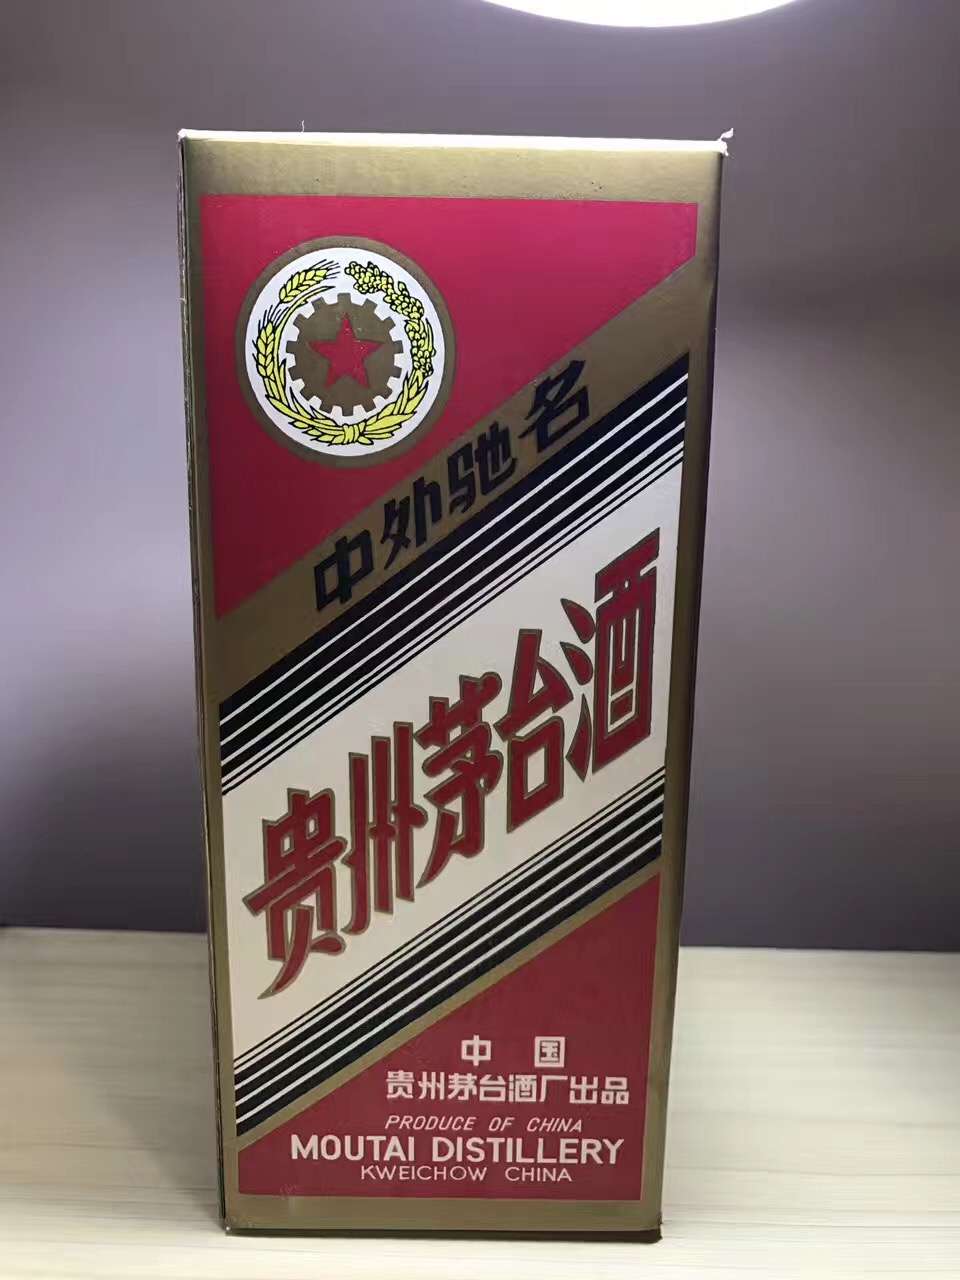 中外驰名
贵州茅台酒
中国
贵州茅台酒厂出品
PRODUCE OF CHINA
MOUTAI DISTILLERY
KWEICHOW CHINA